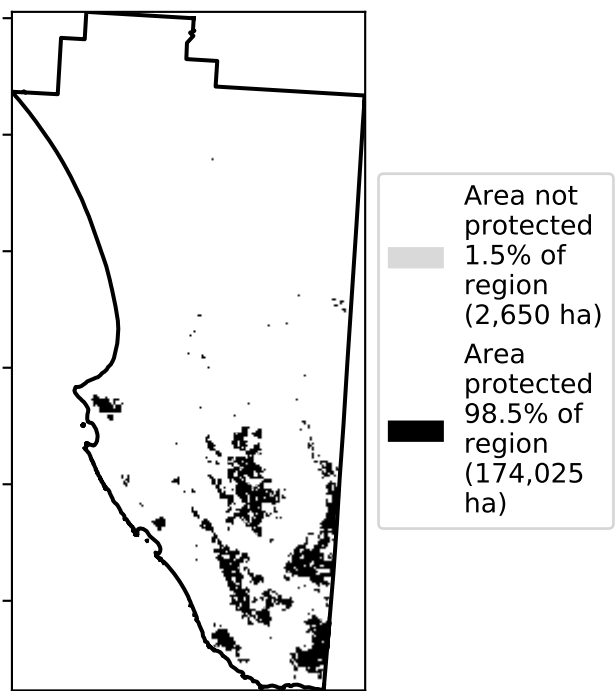 Area not
protected
1.5% of
region
(2,650 ha)
Area
protected
98.5% of
region
(174,025
ha)